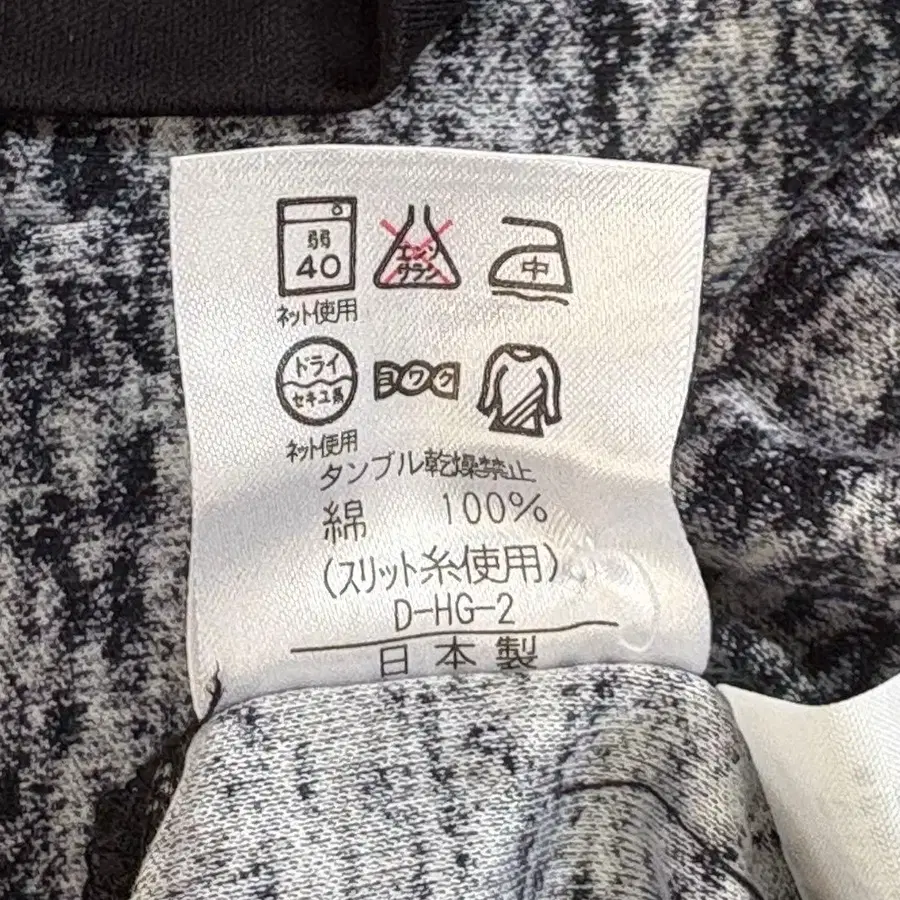 弱
40
エンソ
サラシ
中
ネット使用
ドライ
セキユ系
ヨワク
ネット使用
タンブル乾燥禁止
綿 100%
(スリット糸使用)
D-HG-2
日本製